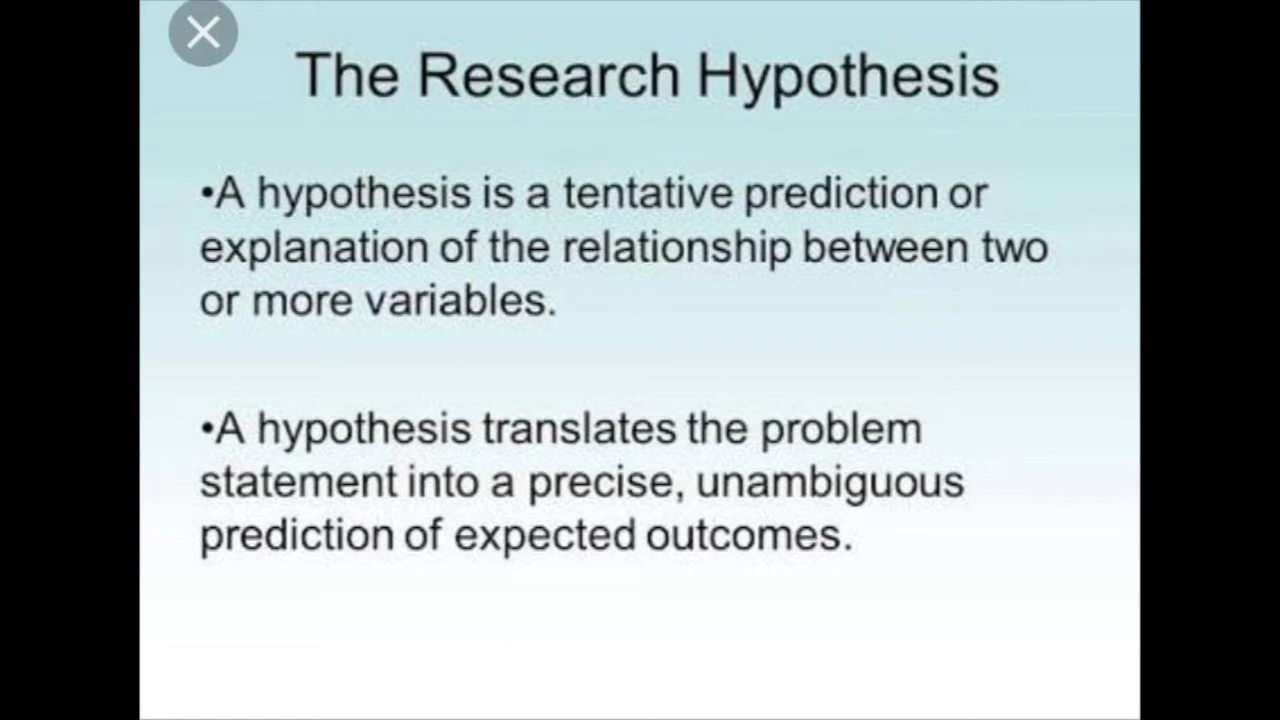 The Research Hypothesis
•A hypothesis is a tentative prediction or
explanation of the relationship between two
or more variables.
•A hypothesis translates the problem
statement into a precise, unambiguous
prediction of expected outcomes.